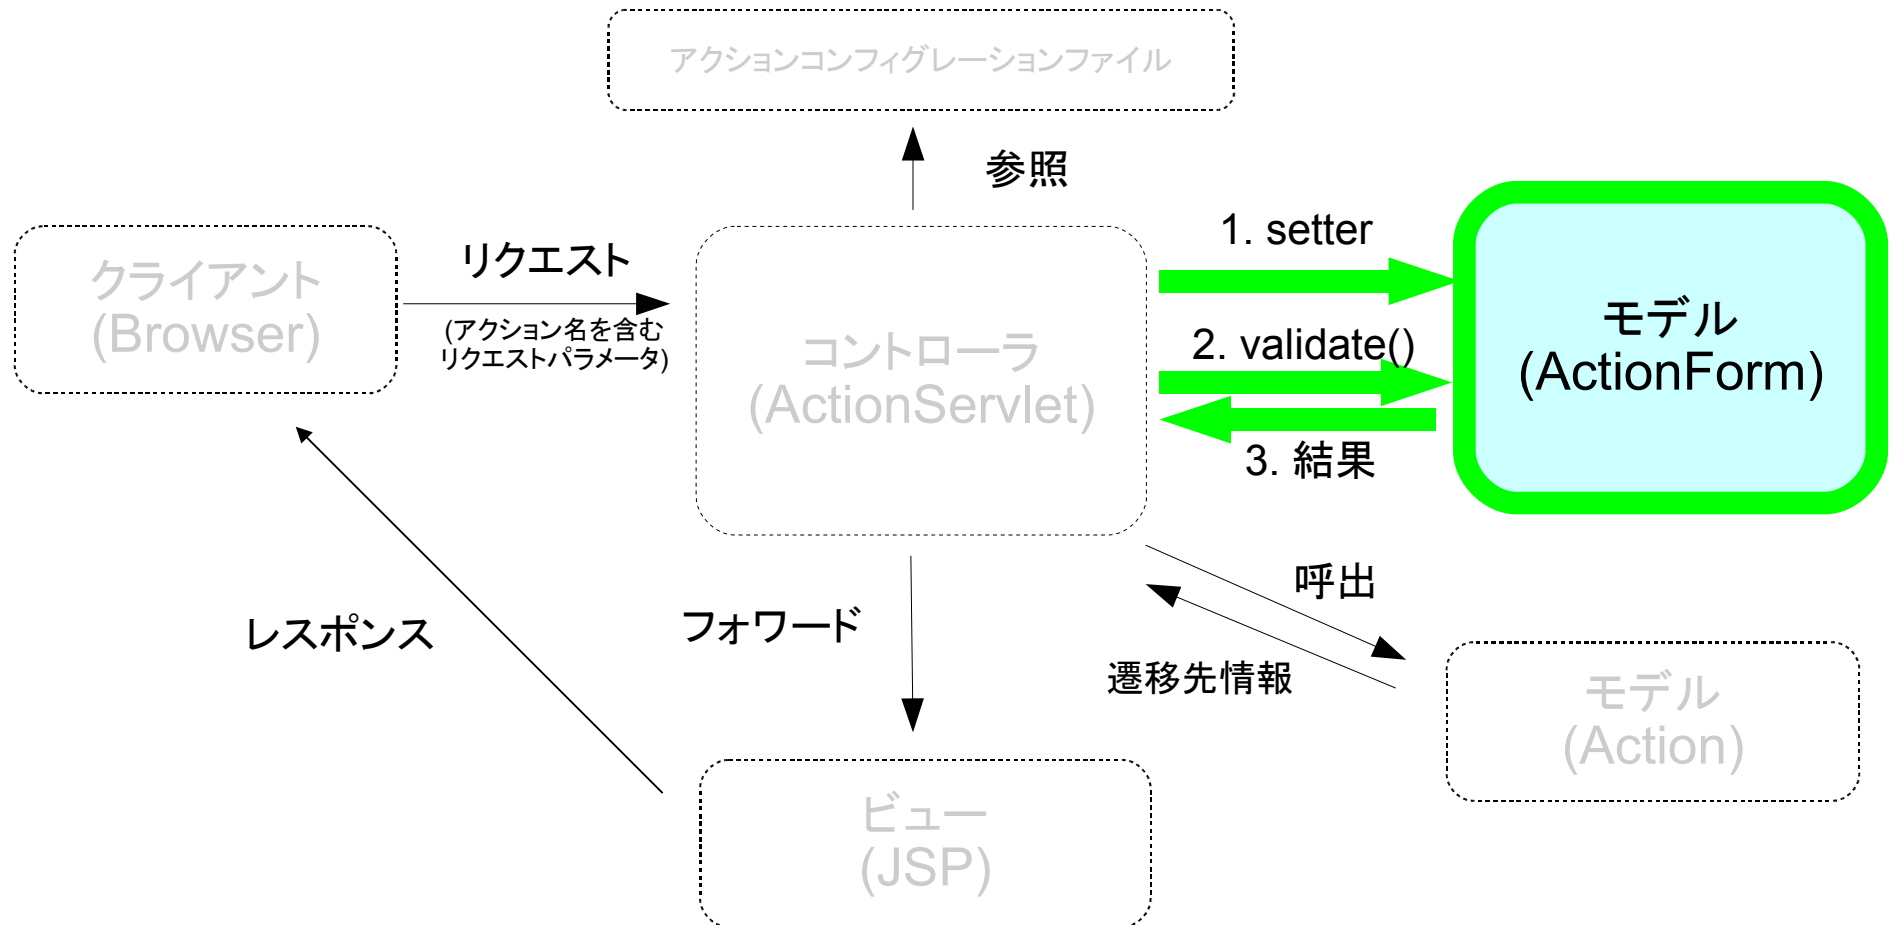 アクションコンフィグレーションファイル
参照
1. setter
リクエスト
クライアント
(Browser)
(アクション名を含む
リクエストパラメータ)
コントローラ
(ActionServlet)
2. validate()
モデル
(ActionForm)
3. 結果
呼出
フォワード
レスポンス
遷移先情報
モデル
(Action)
ビュー
(JSP)